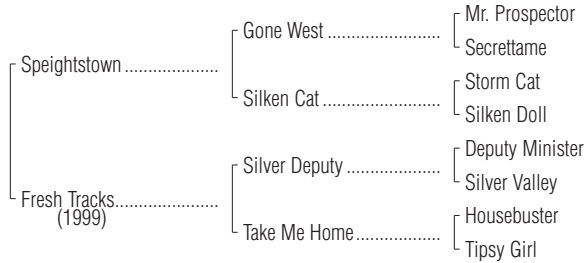 Mr. Prospector
Gone West ....................
Secrettame
Speightstown ...................
Storm Cat
Silken Cat .....................
Silken Doll
Deputy Minister
Silver Deputy .................
Silver Valley
Fresh Tracks.....................
(1999)
Housebuster
Take Me Home.................
Tipsy Girl